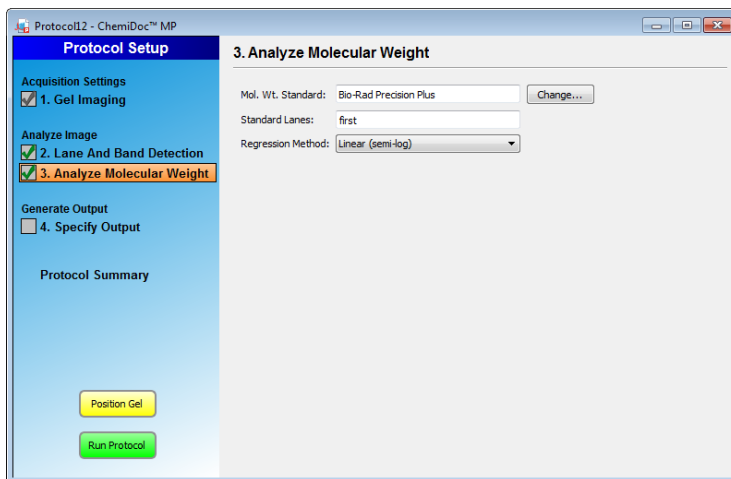 Protocol12 - ChemiDoc™ MP
Protocol Setup
Acquisition Settings
1. Gel Imaging
Analyze Image
2. Lane And Band Detection
3. Analyze Molecular Weight
Generate Output
4. Specify Output
Protocol Summary
Position Gel
Run Protocol
3. Analyze Molecular Weight
Mol. Wt. Standard: Bio-Rad Precision Plus Change...
Standard Lanes: first
Regression Method: Linear (semi-log)